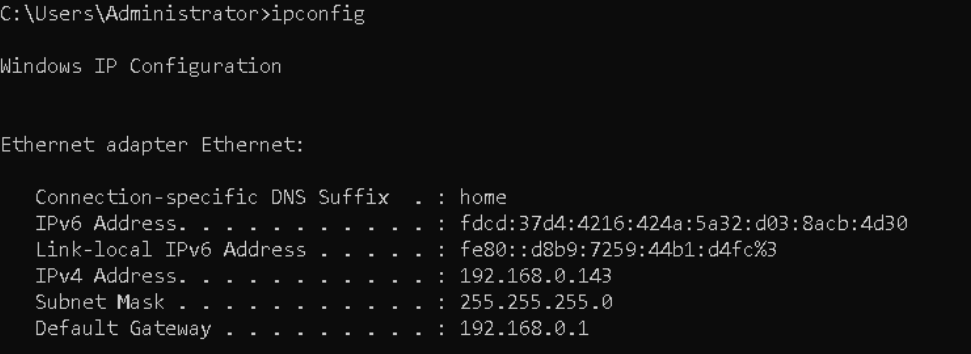 C:\Users\Administrator>ipconfig
Windows IP Configuration
Ethernet adapter Ethernet:
Connection-specific DNS Suffix . : home
IPv6 Address. . . . . . . . . . . : fdcd:37d4:4216:424a:5a32:d03:8acb:4d30
Link-local IPv6 Address . . . . . : fe80::d8b9:7259:44b1:d4fc%3
IPv4 Address. . . . . . . . . . . : 192.168.0.143
Subnet Mask . . . . . . . . . . . : 255.255.255.0
Default Gateway . . . . . . . . . : 192.168.0.1